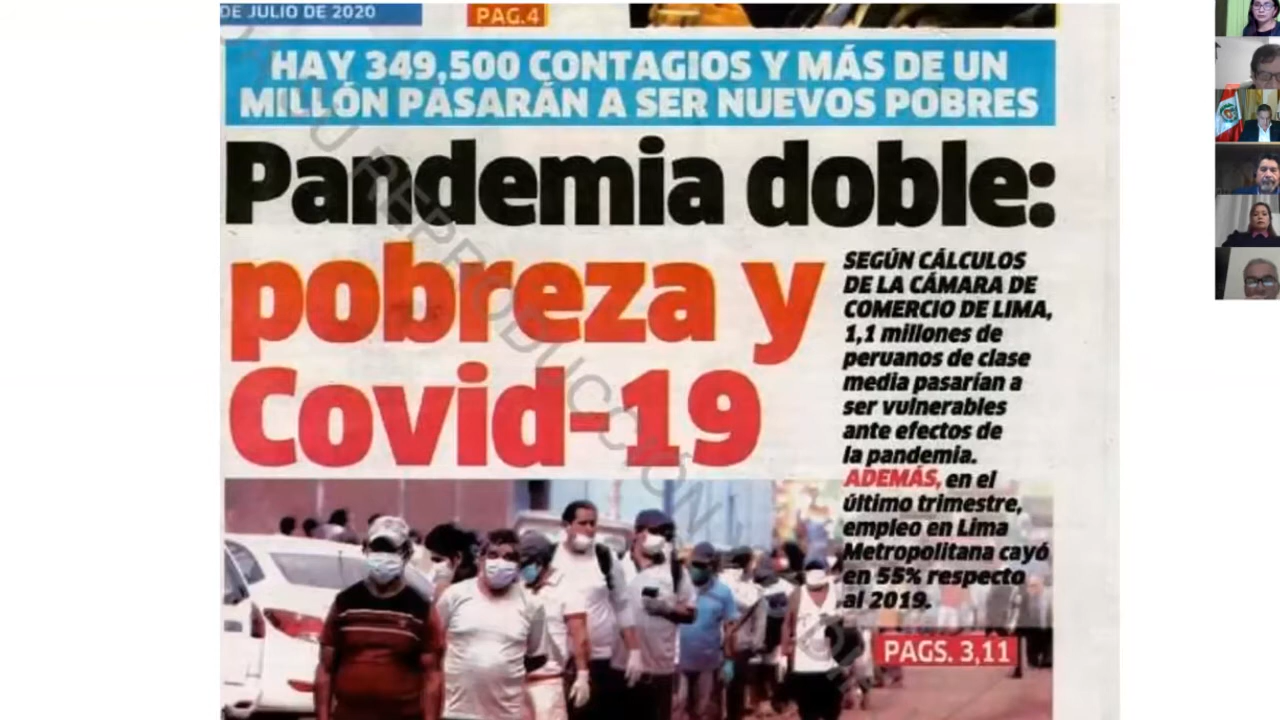 DE JULIO DE 2020
PAG.4
HAY 349,500 CONTAGIOS Y MÁS DE UN
MILLÓN PASARÁN A SER NUEVOS POBRES
Pandemia doble:
pobreza y
Covid-19
SEGÚN CÁLCULOS
DE LA CÁMARA DE
COMERCIO DE LIMA,
1,1 millones de
peruanos de clase
media pasarían a
ser vulnerables
ante efectos de
la pandemia.
ADEMÁS, en el
último trimestre,
empleo en Lima
Metropolitana cayó
en 55% respecto
al 2019.
PAGS. 3,11
REPRODUCCIÓN